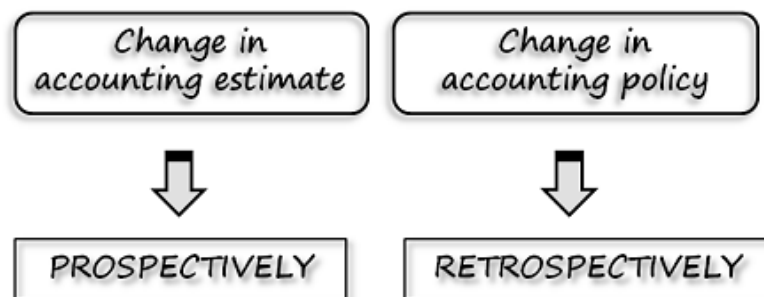 Change in
accounting estimate
Change in
accounting policy
PROSPECTIVELY
RETROSPECTIVELY